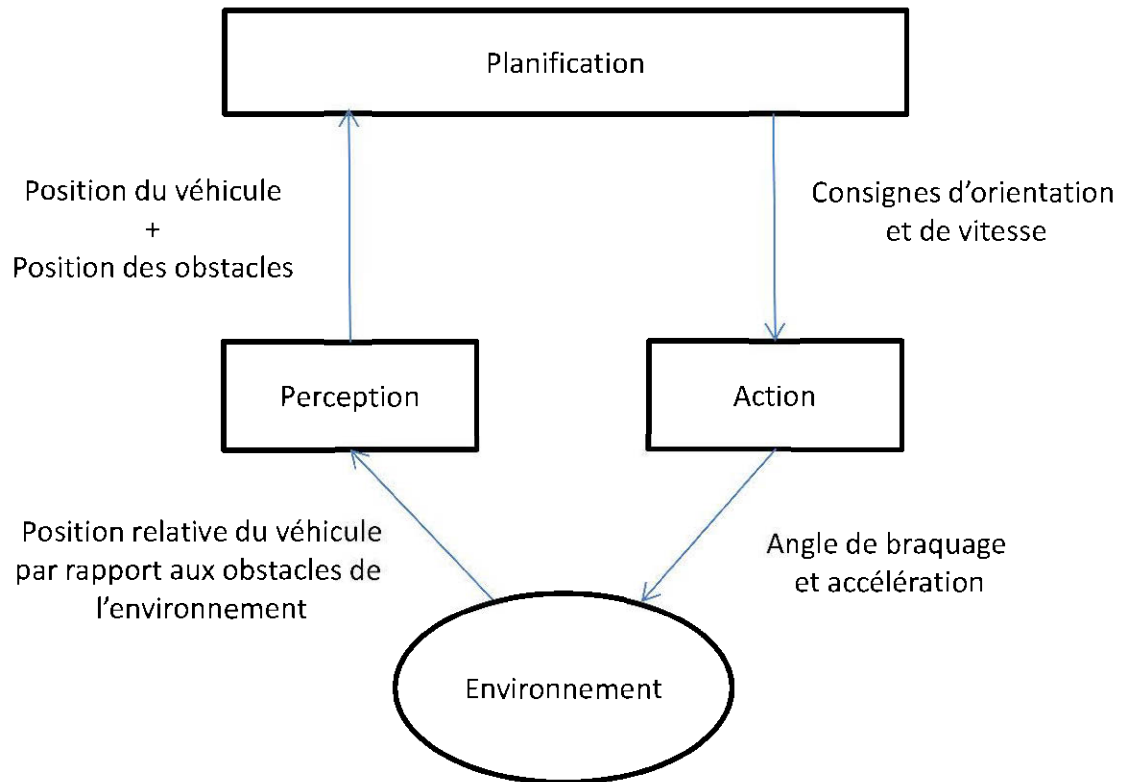 Planification
Position du véhicule
+
Position des obstacles
Consignes d'orientation
et de vitesse
Perception
Action
Position relative du véhicule
par rapport aux obstacles de
l'environnement
Angle de braquage
et accélération
Environnement